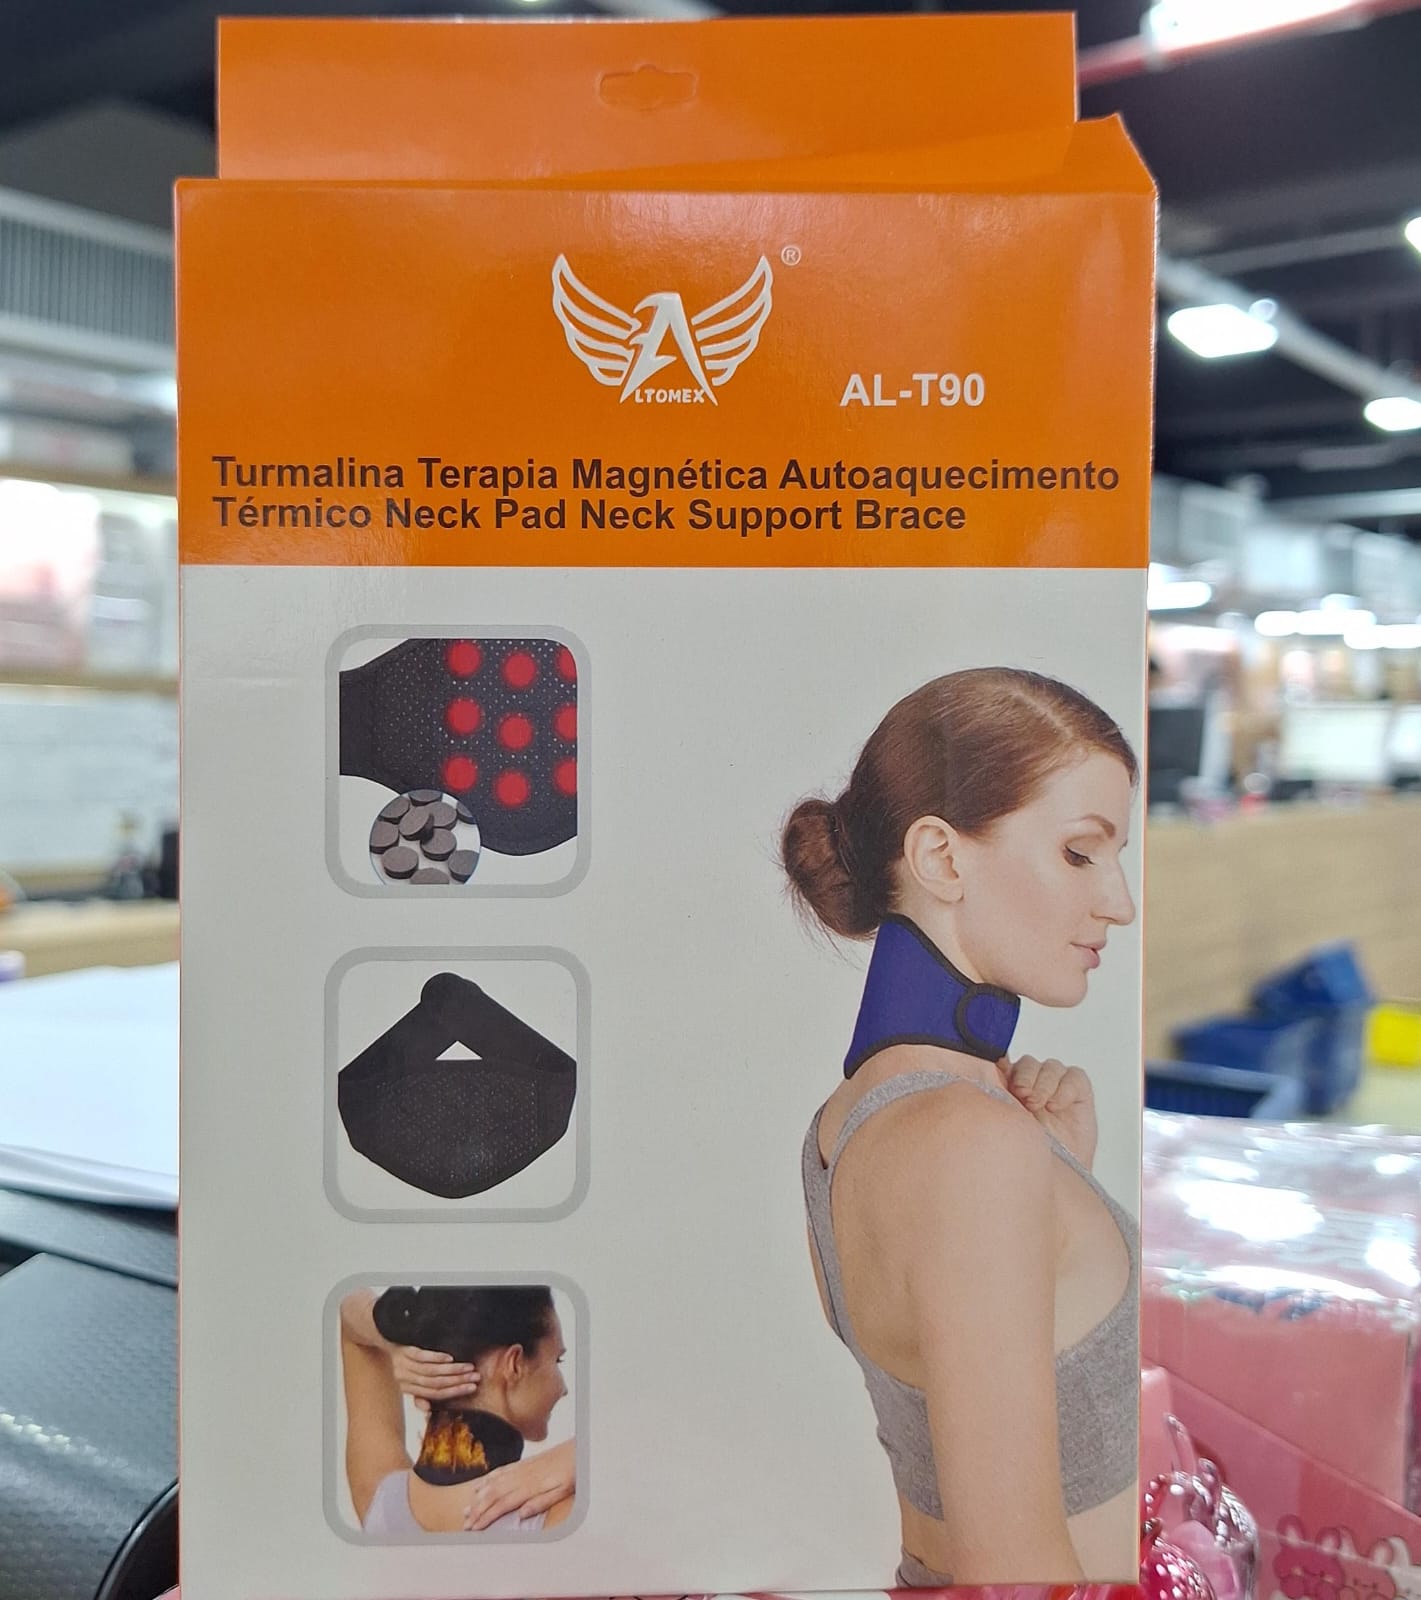 ®
ALTOMEX
AL-T90
Turmalina Terapia Magnética Autoaquecimento
Térmico Neck Pad Neck Support Brace